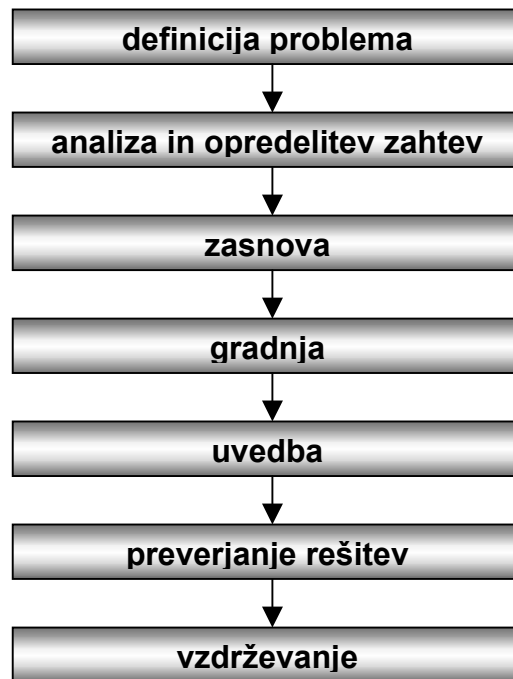 definicija problema
analiza in opredelitev zahtev
zasnova
gradnja
uvedba
preverjanje rešitev
vzdrževanje